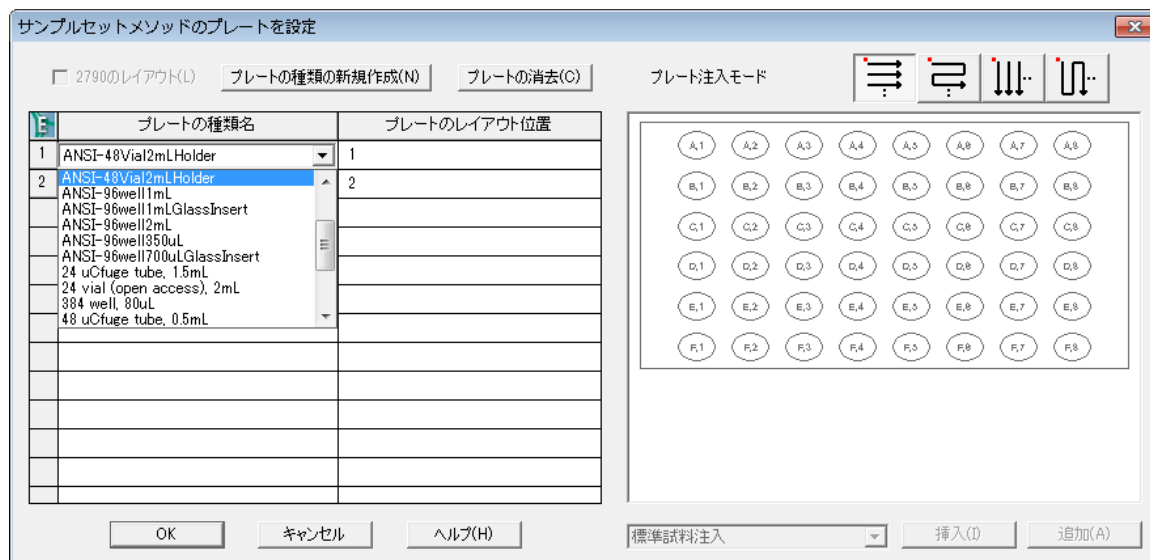 サンプルセットメソッドのプレートを設定
2790のレイアウト(L) プレートの種類の新規作成(N) プレートの消去(C) プレート注入モード
プレートの種類名 プレートのレイアウト位置
1 ANSI-48Vial2mLHolder 1
2 2
ANSI-48Vial2mLHolder
ANSI-96well1mL
ANSI-96well1mLGlassInsert
ANSI-96well2mL
ANSI-96well350uL
ANSI-96well700uLGlassInsert
24 uCfuge tube, 1.5mL
24 vial (open access), 2mL
384 well, 80uL
48 uCfuge tube, 0.5mL
A,1 A,2 A,3 A,4 A,5 A,6 A,7 A,8
B,1 B,2 B,3 B,4 B,5 B,6 B,7 B,8
C,1 C,2 C,3 C,4 C,5 C,6 C,7 C,8
D,1 D,2 D,3 D,4 D,5 D,6 D,7 D,8
E,1 E,2 E,3 E,4 E,5 E,6 E,7 E,8
F,1 F,2 F,3 F,4 F,5 F,6 F,7 F,8
OK キャンセル ヘルプ(H) 標準試料注入 挿入(I) 追加(A)